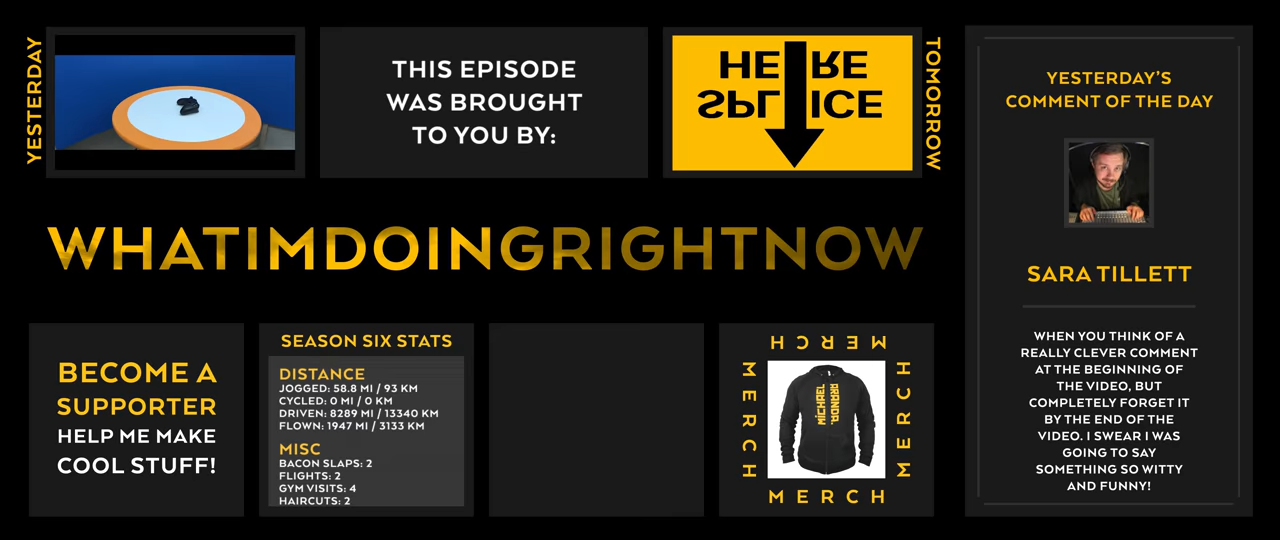 YESTERDAY
THIS EPISODE
WAS BROUGHT
TO YOU BY:
HERE
SPLICE
TOMORROW
WHATIMDOINGRIGHTNOW
BECOME A
SUPPORTER
HELP ME MAKE
COOL STUFF!
SEASON SIX STATS
DISTANCE
JOGGED: 58.8 MI / 93 KM
CYCLED: 0 MI / 0 KM
DRIVEN: 8289 MI / 13340 KM
FLOWN: 1947 MI / 3133 KM
MISC
BACON SLAPS: 2
FLIGHTS: 2
GYM VISITS: 4
HAIRCUTS: 2
MERCH
MERCH
MERCH
MERCH
MICHAEL
ARANDA.
YESTERDAY'S
COMMENT OF THE DAY
SARA TILLETT
WHEN YOU THINK OF A
REALLY CLEVER COMMENT
AT THE BEGINNING OF
THE VIDEO, BUT
COMPLETELY FORGET IT
BY THE END OF THE
VIDEO. I SWEAR I WAS
GOING TO SAY
SOMETHING SO WITTY
AND FUNNY!